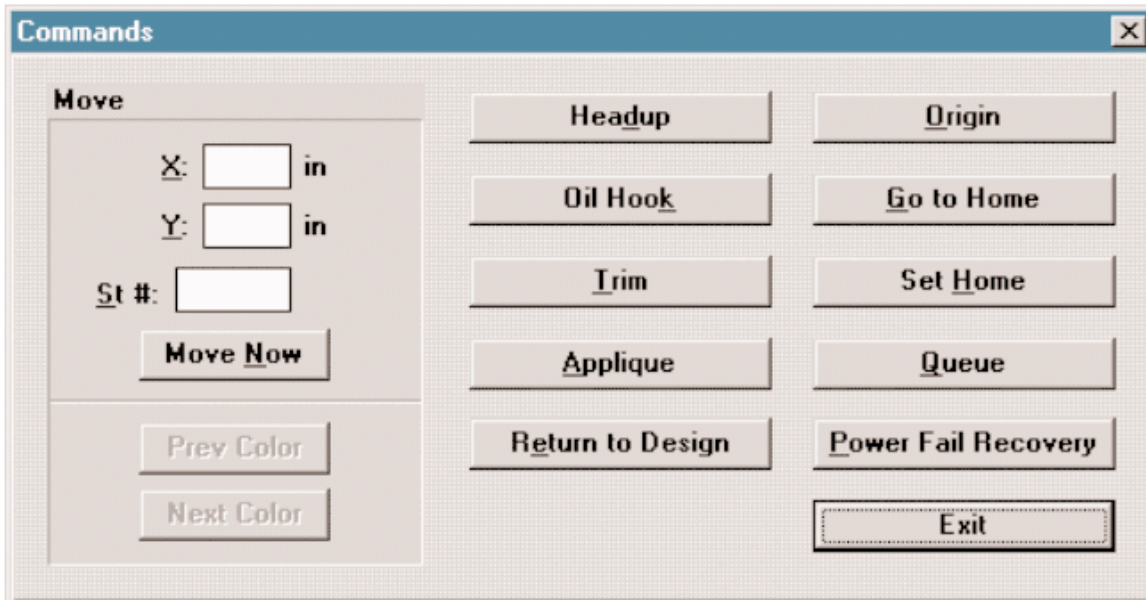 Commands
Move
X: in
Y: in
St #:
Move Now
Prev Color
Next Color
Headup
Oil Hook
Trim
Applique
Return to Design
Origin
Go to Home
Set Home
Queue
Power Fail Recovery
Exit